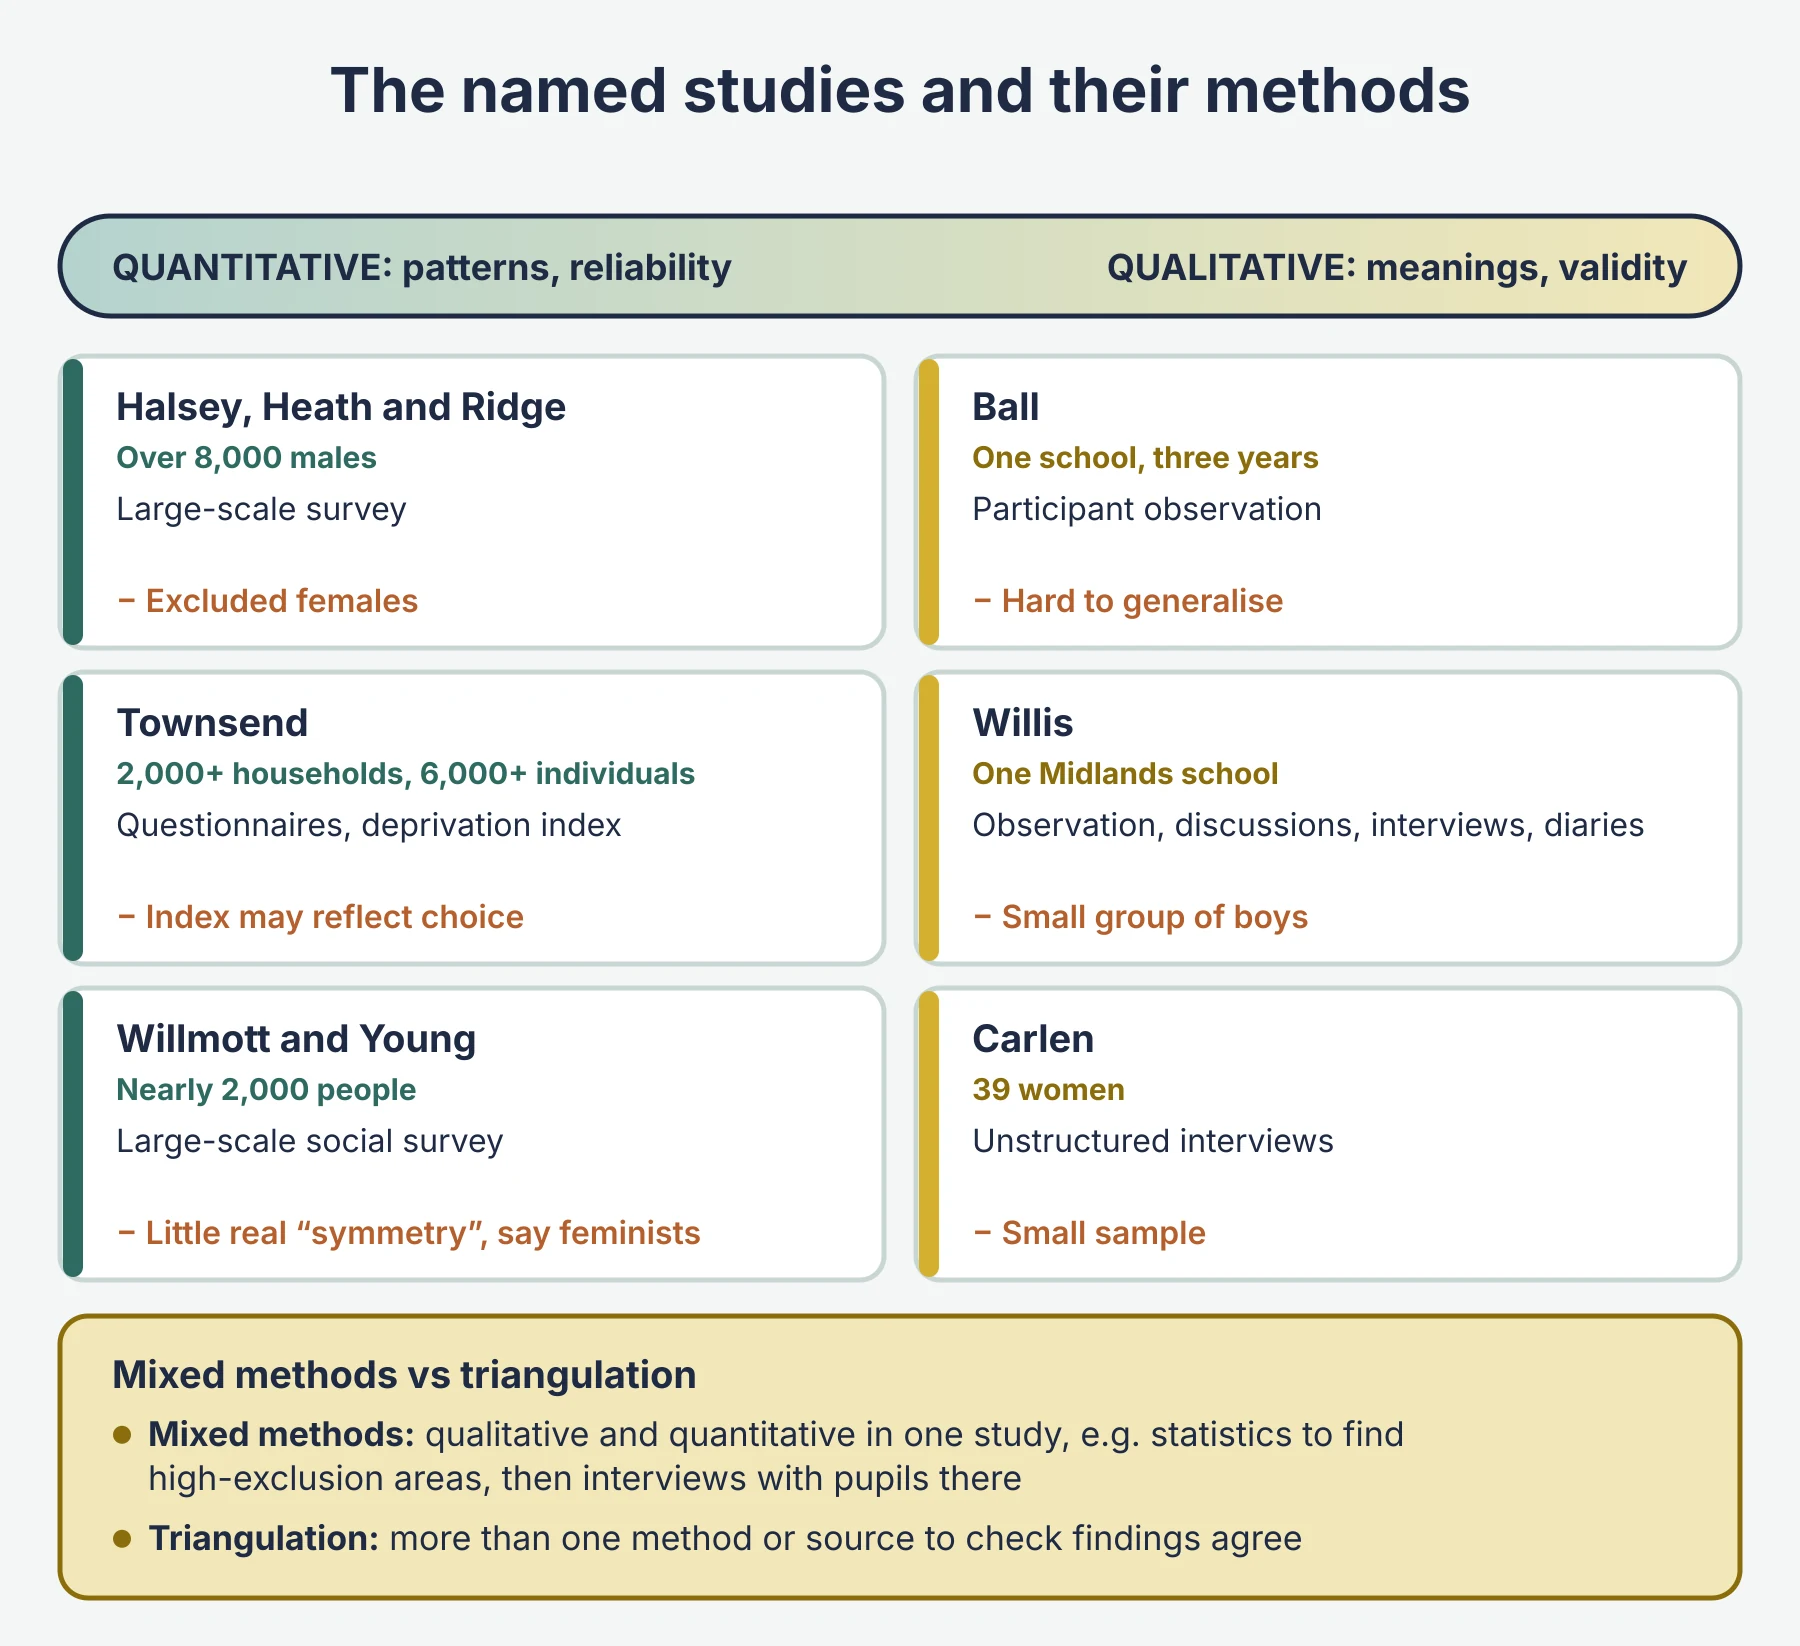 The named studies and their methods
QUANTITATIVE: patterns, reliability
QUALITATIVE: meanings, validity
Halsey, Heath and Ridge
Over 8,000 males
Large-scale survey
− Excluded females
Ball
One school, three years
Participant observation
− Hard to generalise
Townsend
2,000+ households, 6,000+ individuals
Questionnaires, deprivation index
− Index may reflect choice
Willis
One Midlands school
Observation, discussions, interviews, diaries
− Small group of boys
Willmott and Young
Nearly 2,000 people
Large-scale social survey
− Little real “symmetry”, say feminists
Carlen
39 women
Unstructured interviews
− Small sample
Mixed methods vs triangulation
● Mixed methods: qualitative and quantitative in one study, e.g. statistics to find
high-exclusion areas, then interviews with pupils there
● Triangulation: more than one method or source to check findings agree